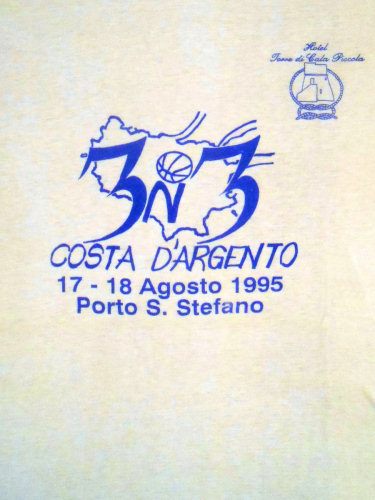 Hotel
Torre di Cala Piccola
3 N 3
COSTA D'ARGENTO
17 - 18 Agosto 1995
Porto S. Stefano